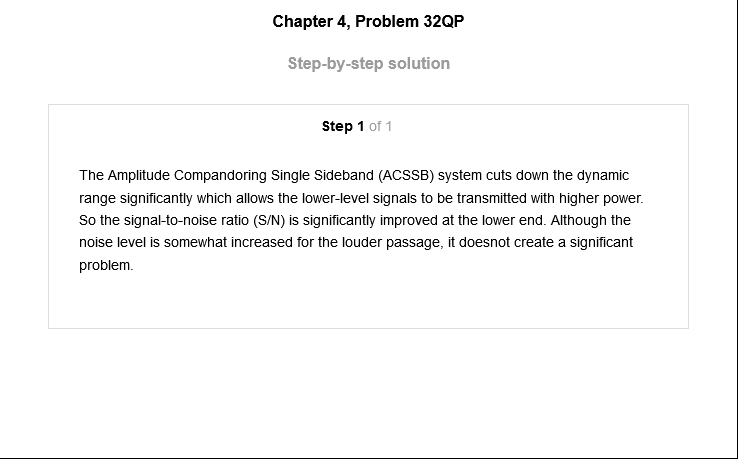 Chapter 4, Problem 32QP
Step-by-step solution
Step 1 of 1
The Amplitude Compandoring Single Sideband (ACSSB) system cuts down the dynamic
range significantly which allows the lower-level signals to be transmitted with higher power.
So the signal-to-noise ratio (S/N) is significantly improved at the lower end. Although the
noise level is somewhat increased for the louder passage, it doesnot create a significant
problem.